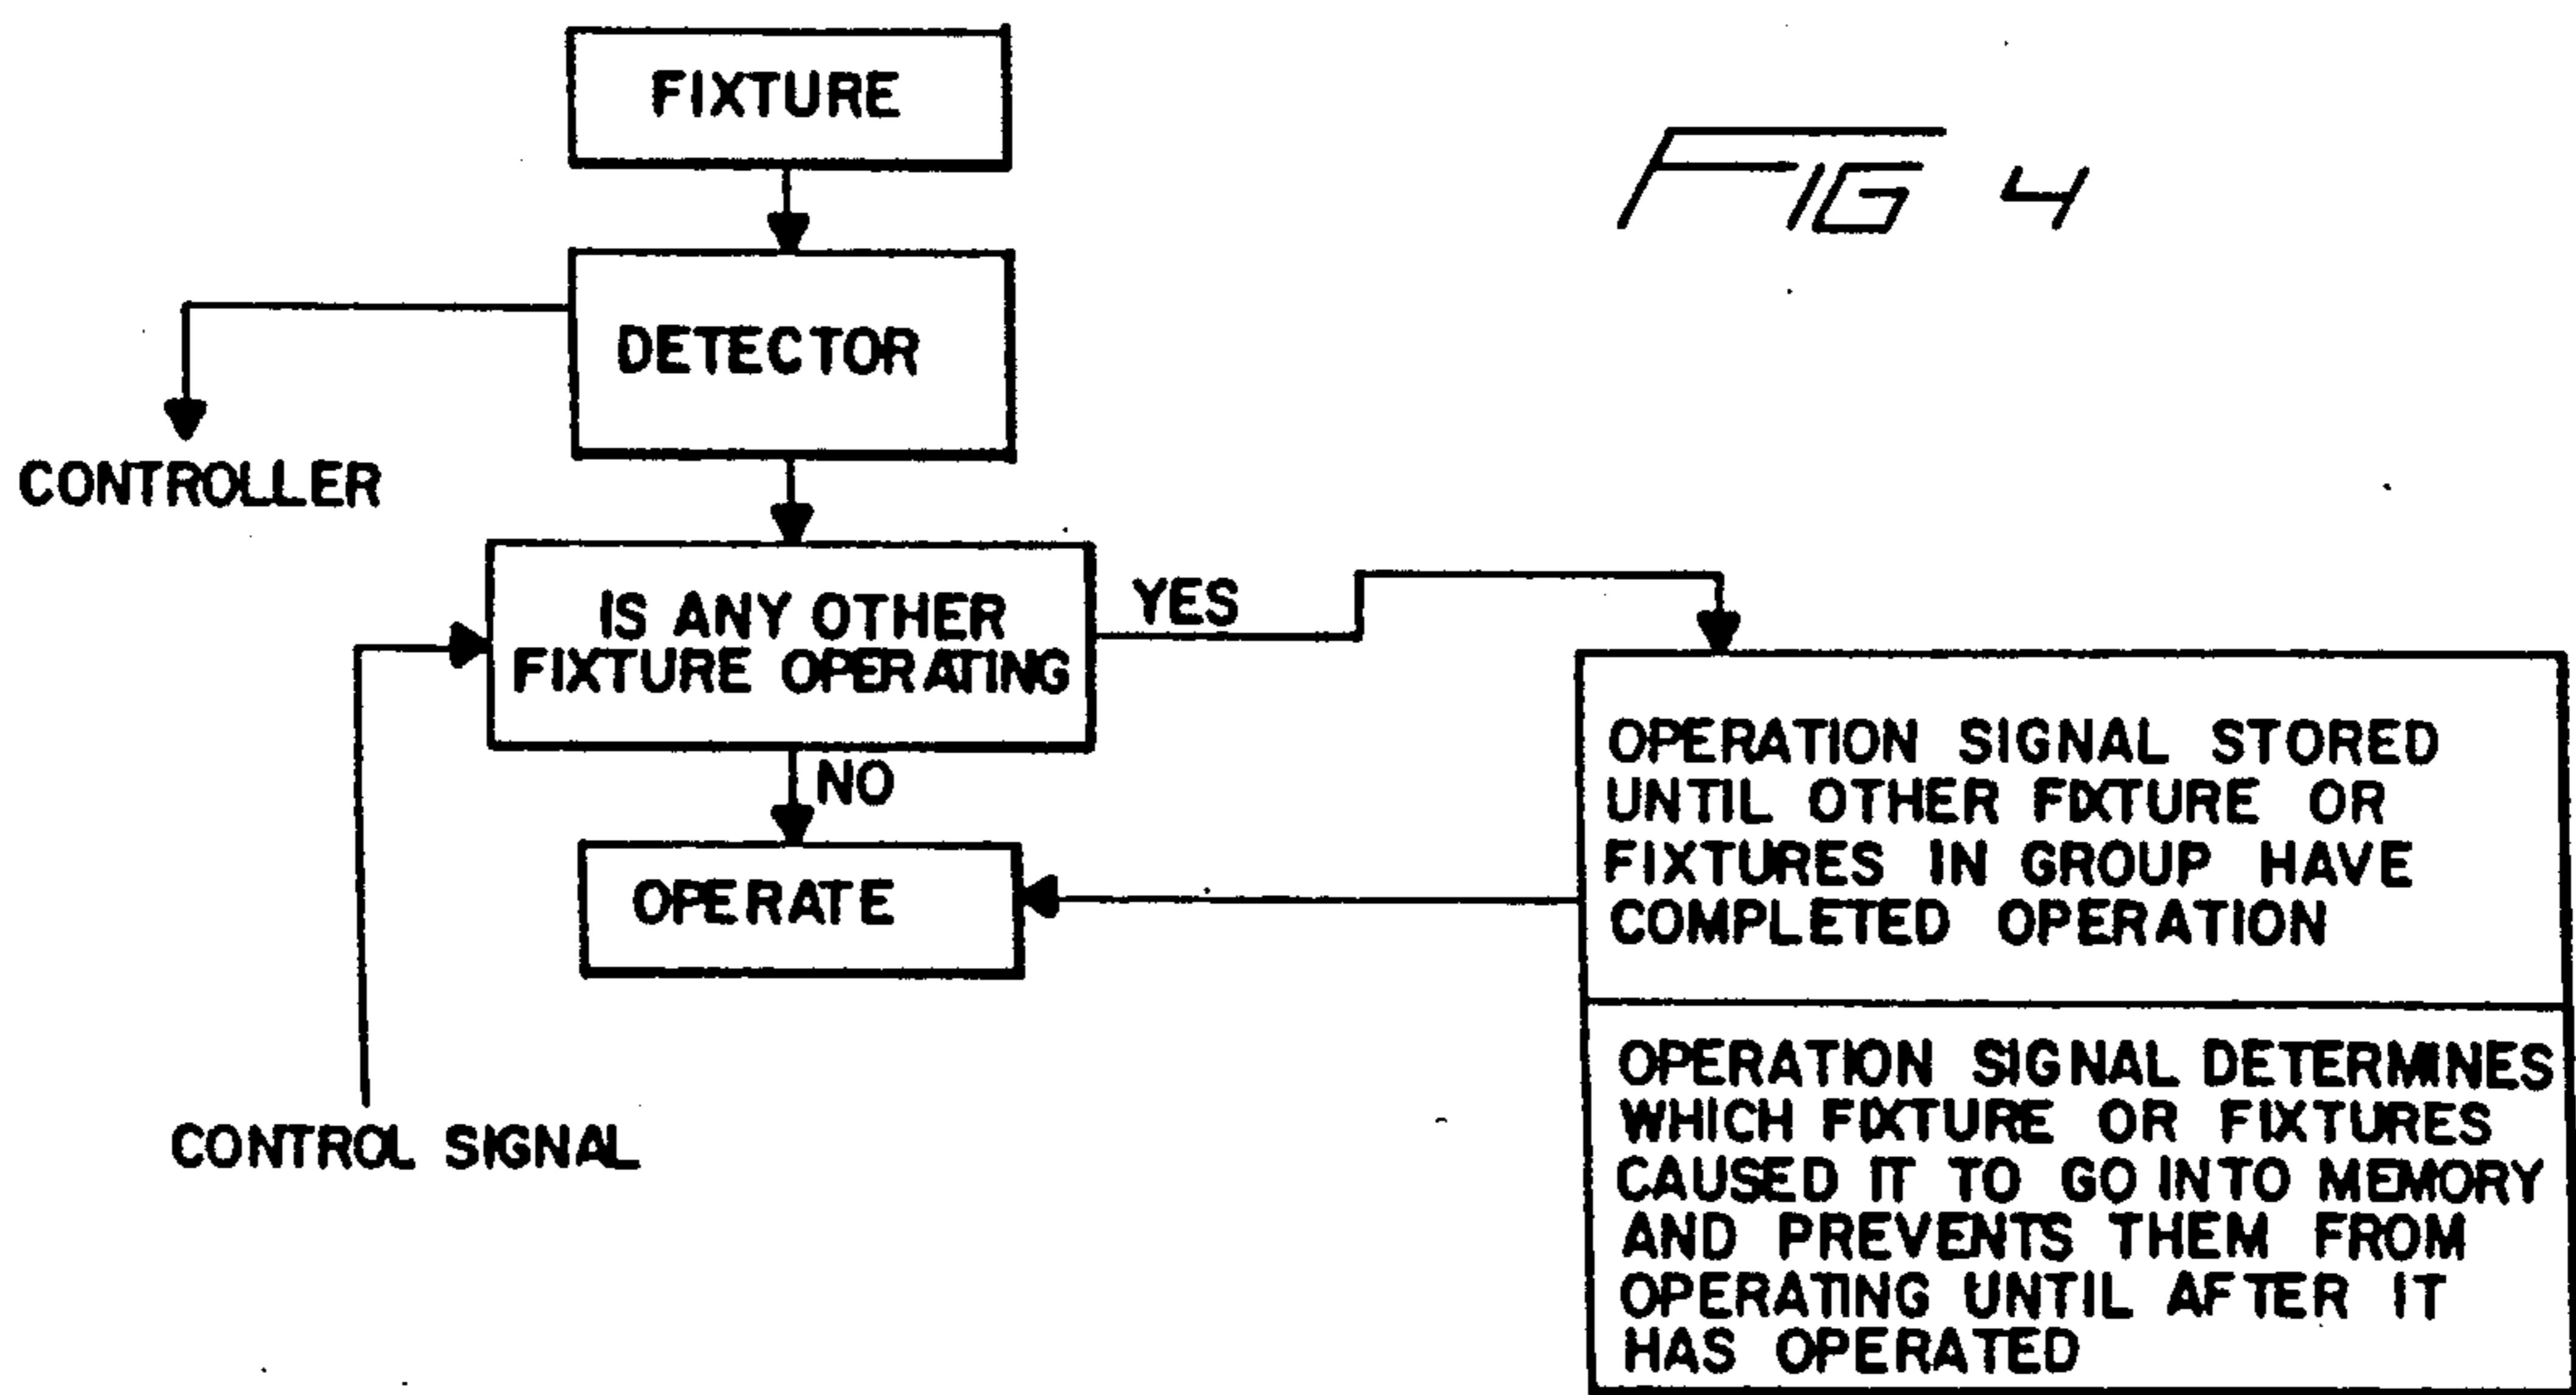 FIXTURE
FIG 4
DETECTOR
CONTROLLER
IS ANY OTHER
FIXTURE OPERATING
YES
NO
OPERATE
CONTROL SIGNAL
OPERATION SIGNAL STORED
UNTIL OTHER FIXTURE OR
FIXTURES IN GROUP HAVE
COMPLETED OPERATION
OPERATION SIGNAL DETERMINES
WHICH FIXTURE OR FIXTURES
CAUSED IT TO GO INTO MEMORY
AND PREVENTS THEM FROM
OPERATING UNTIL AFTER IT
HAS OPERATED